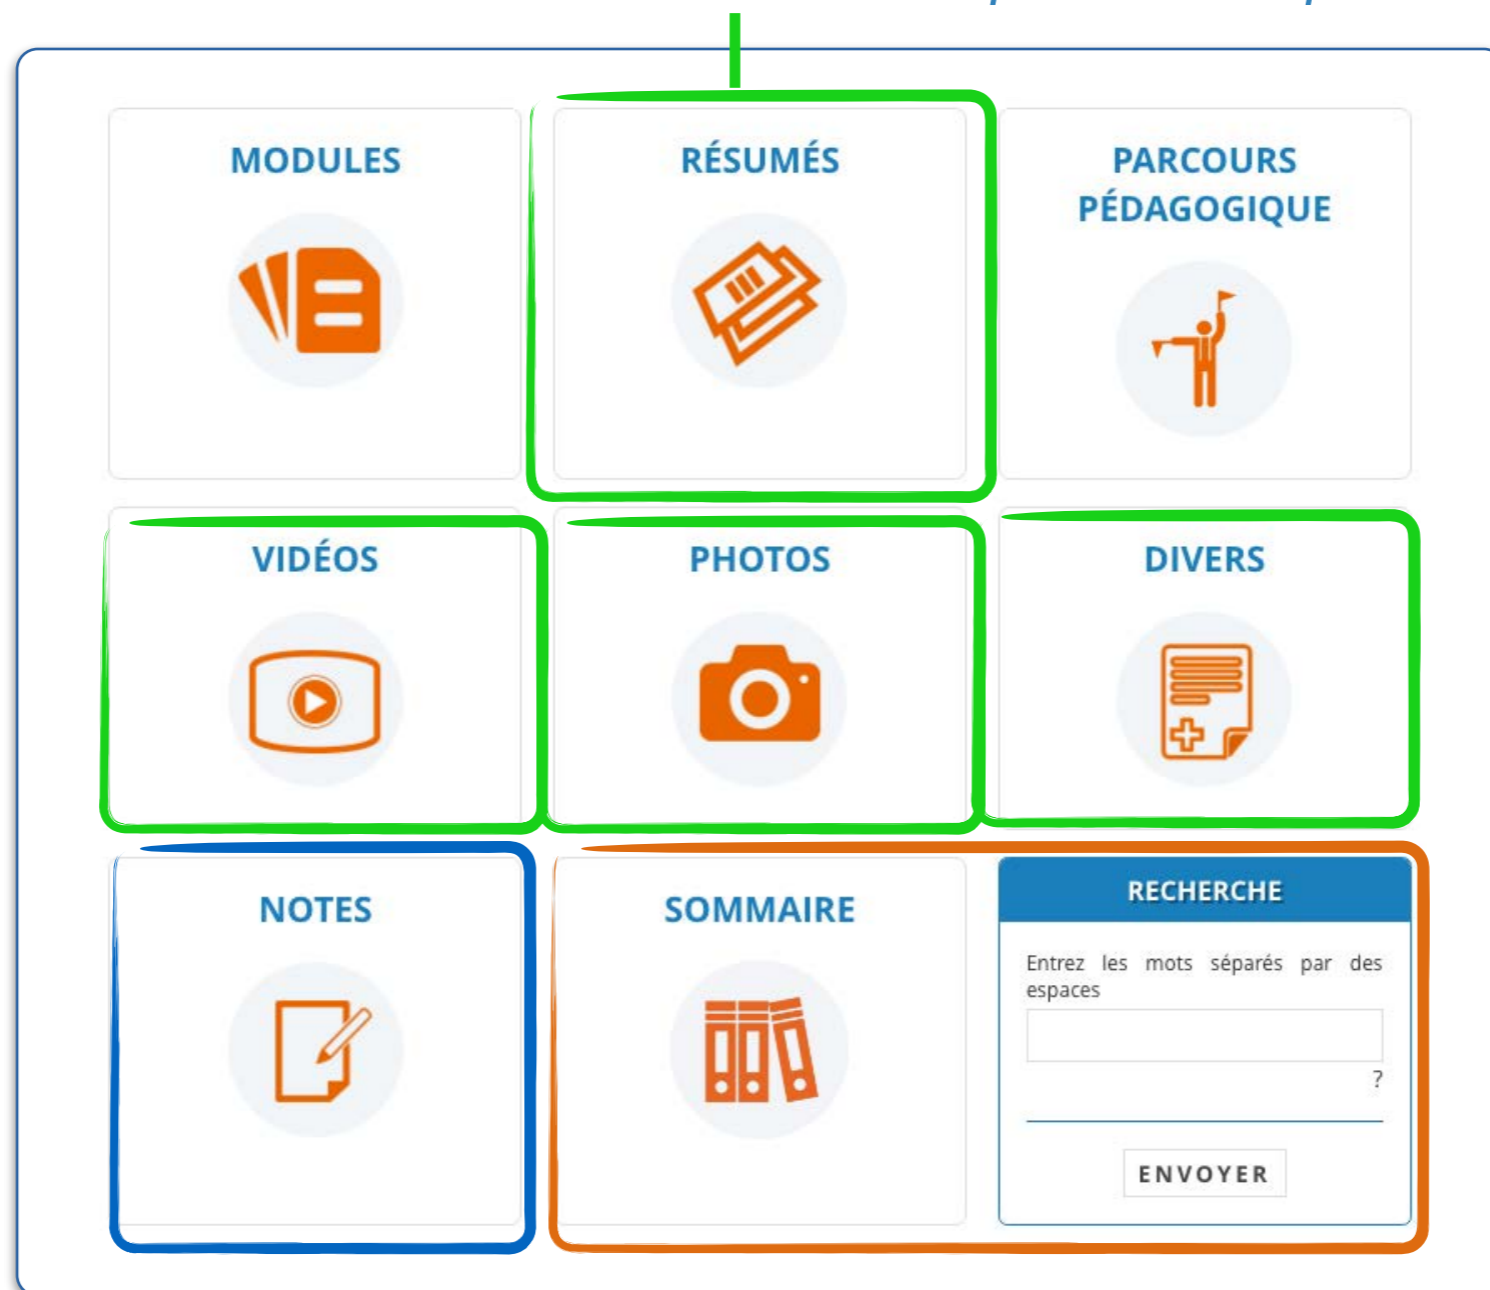 MODULES
RÉSUMÉS
PARCOURS
PÉDAGOGIQUE
VIDÉOS
PHOTOS
DIVERS
NOTES
SOMMAIRE
RECHERCHE
Entrez les mots séparés par des
espaces
?
ENVOYER